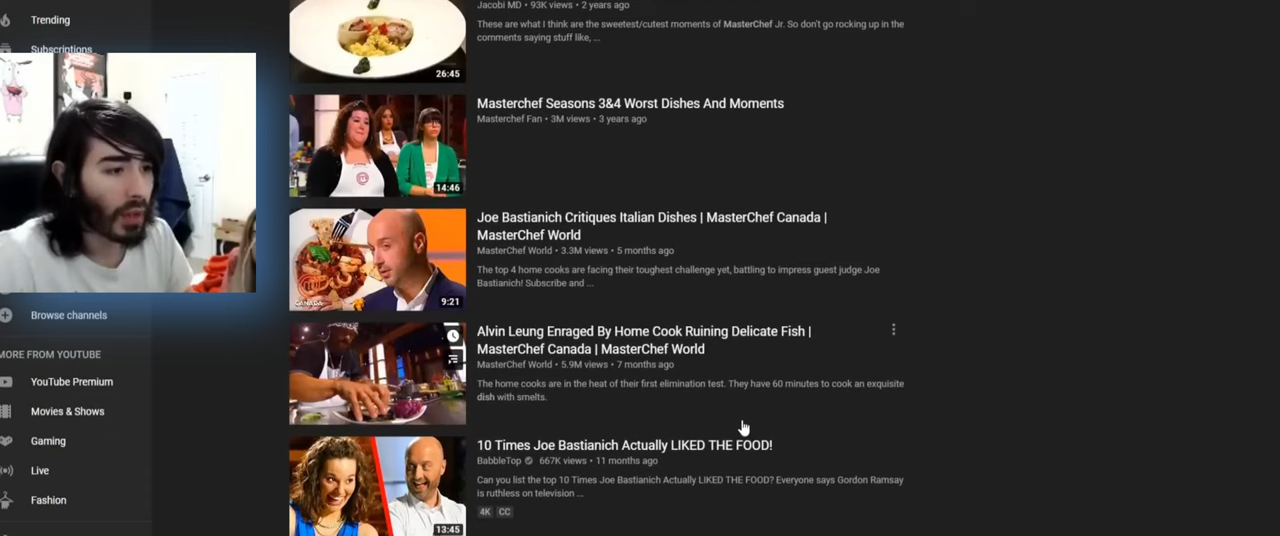 Trending
Subscriptions
Browse channels
MORE FROM YOUTUBE
YouTube Premium
Movies & Shows
Gaming
Live
Fashion
Jacobi MD • 93K views • 2 years ago
These are what I think are the sweetest/cutest moments of MasterChef Jr. So don't go rocking up in the
comments saying stuff like, ...
26:45
Masterchef Seasons 3&4 Worst Dishes And Moments
Masterchef Fan • 3M views • 3 years ago
14:46
Joe Bastianich Critiques Italian Dishes | MasterChef Canada |
MasterChef World
MasterChef World • 3.3M views • 5 months ago
The top 4 home cooks are facing their toughest challenge yet, battling to impress guest judge Joe
Bastianich! Subscribe and ...
CANADA
9:21
Alvin Leung Enraged By Home Cook Ruining Delicate Fish |
MasterChef Canada | MasterChef World
MasterChef World • 5.9M views • 7 months ago
The home cooks are in the heat of their first elimination test. They have 60 minutes to cook an exquisite
dish with smelts.
10 Times Joe Bastianich Actually LIKED THE FOOD!
BabbleTop 667K views • 11 months ago
Can you list the top 10 Times Joe Bastianich Actually LIKED THE FOOD? Everyone says Gordon Ramsay
is ruthless on television ...
4K CC
13:45